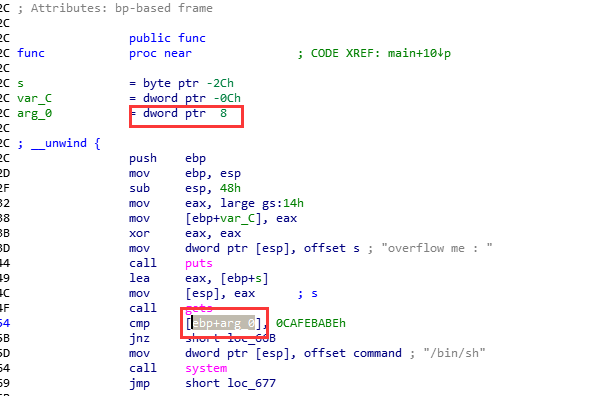 2C ; Attributes: bp-based frame
2C
2C public func
2C func proc near ; CODE XREF: main+10↓p
2C
2C s = byte ptr -2Ch
2C var_C = dword ptr -0Ch
2C arg_0 = dword ptr 8
2C
2C ; __unwind {
2C push ebp
2D mov ebp, esp
2F sub esp, 48h
32 mov eax, large gs:14h
38 mov [ebp+var_C], eax
3B xor eax, eax
3D mov dword ptr [esp], offset s ; "overflow me : "
44 call puts
49 lea eax, [ebp+s]
4C mov [esp], eax ; s
4F call gets
54 cmp [ebp+arg_0], 0CAFEBABEh
5B jnz short loc_66B
5D mov dword ptr [esp], offset command ; "/bin/sh"
64 call system
69 jmp short loc_677